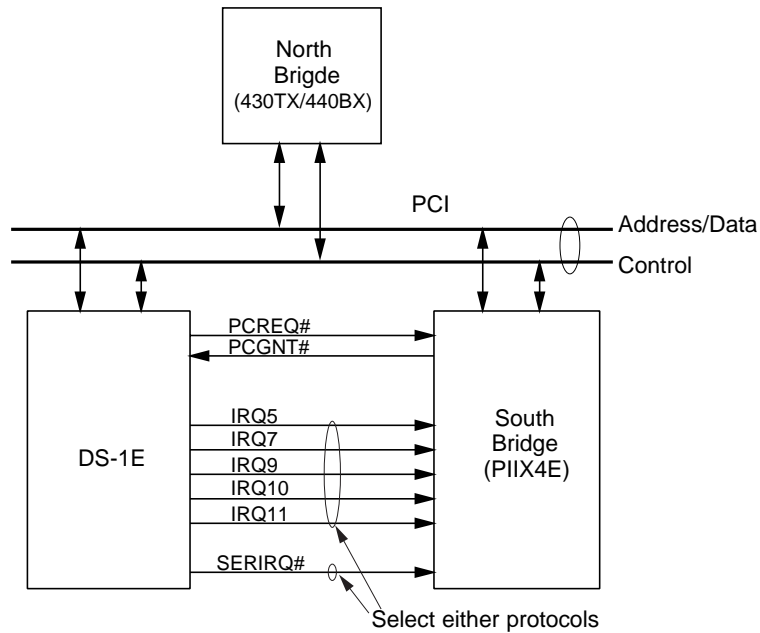 North
Brigde
(430TX/440BX)
PCI
Address/Data
Control
PCREQ#
PCGNT#
IRQ5
IRQ7
IRQ9
IRQ10
IRQ11
SERIRQ#
DS-1E
South
Bridge
(PIIX4E)
Select either protocols